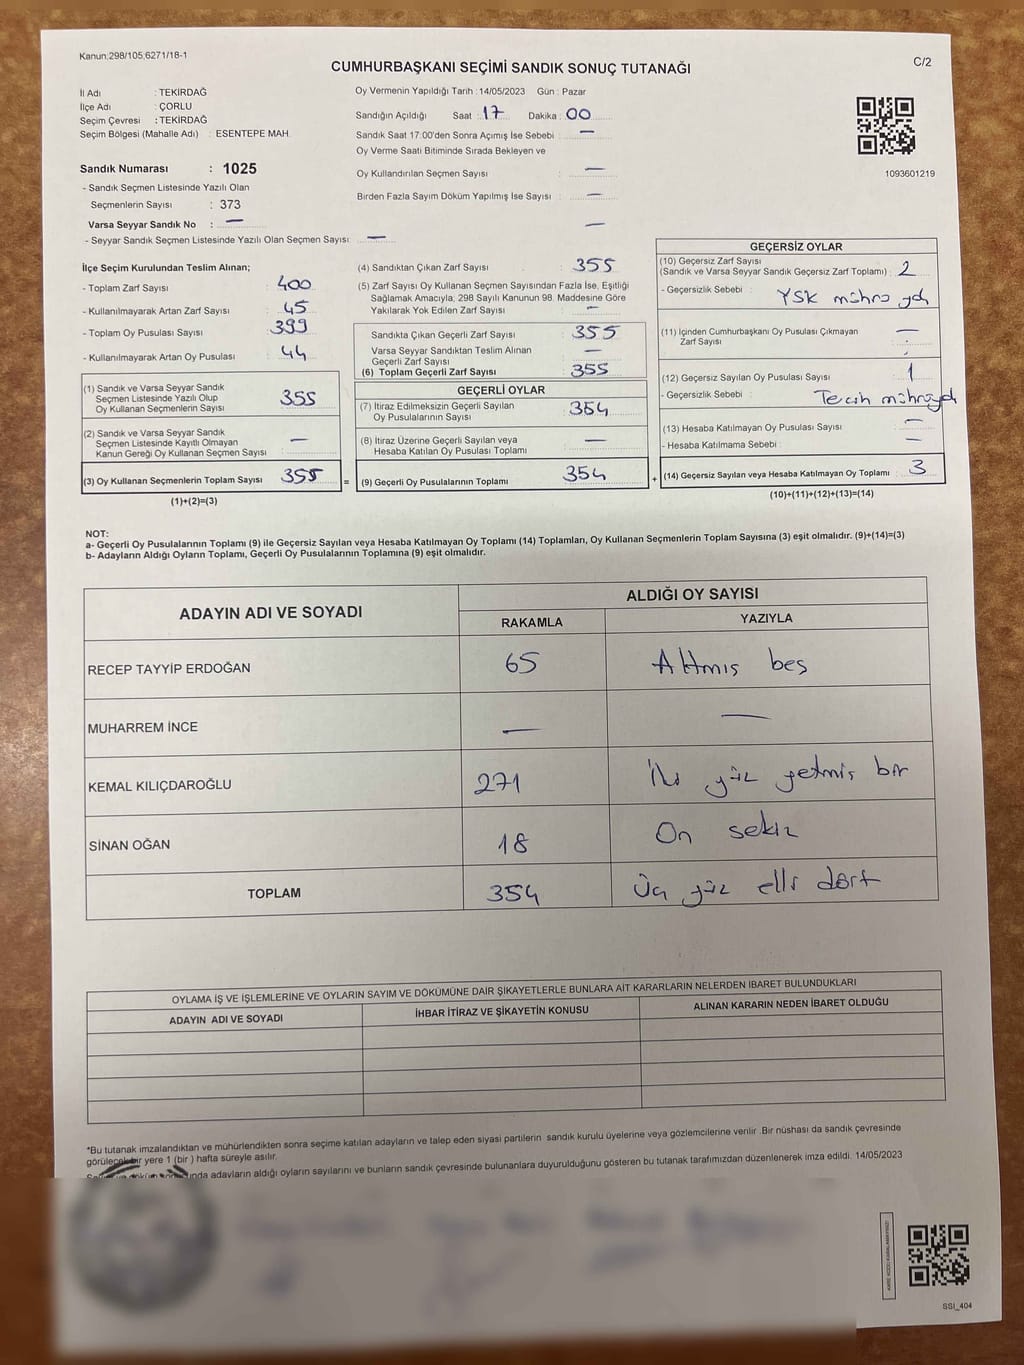 Kanun:298/105,6271/18-1
C/2
CUMHURBAŞKANI SEÇİMİ SANDIK SONUÇ TUTANAĞI
İl Adı : TEKİRDAĞ
İlçe Adı : ÇORLU
Seçim Çevresi : TEKİRDAĞ
Seçim Bölgesi (Mahalle Adı) : ESENTEPE MAH.
Sandık Numarası : 1025
- Sandık Seçmen Listesinde Yazılı Olan
Seçmenlerin Sayısı : 373
Varsa Seyyar Sandık No : —
- Seyyar Sandık Seçmen Listesinde Yazılı Olan Seçmen Sayısı: —
Oy Vermenin Yapıldığı Tarih : 14/05/2023 Gün : Pazar
Sandığın Açıldığı Saat : 17 Dakika : 00
Sandık Saat 17:00'den Sonra Açımış İse Sebebi : —
Oy Verme Saati Bitiminde Sırada Bekleyen ve
Oy Kullandırılan Seçmen Sayısı : —
Birden Fazla Sayım Döküm Yapılmış İse Sayısı : —
—
1093601219
İlçe Seçim Kurulundan Teslim Alınan;
- Toplam Zarf Sayısı : 400
- Kullanılmayarak Artan Zarf Sayısı : 45
- Toplam Oy Pusulası Sayısı : 399
- Kullanılmayarak Artan Oy Pusulası : 44
(1) Sandık ve Varsa Seyyar Sandık
Seçmen Listesinde Yazılı Olup
Oy Kullanan Seçmenlerin Sayısı : 355
(2) Sandık ve Varsa Seyyar Sandık
Seçmen Listesinde Kayıtlı Olmayan
Kanun Gereği Oy Kullanan Seçmen Sayısı : —
(3) Oy Kullanan Seçmenlerin Toplam Sayısı : 355
(1)+(2)=(3)
=
(4) Sandıktan Çıkan Zarf Sayısı : 355
(5) Zarf Sayısı Oy Kullanan Seçmen Sayısından Fazla İse, Eşitliği
Sağlamak Amacıyla; 298 Sayılı Kanunun 98. Maddesine Göre
Yakılarak Yok Edilen Zarf Sayısı : —
Sandıkta Çıkan Geçerli Zarf Sayısı : 355
Varsa Seyyar Sandıktan Teslim Alınan
Geçerli Zarf Sayısı : —
(6) Toplam Geçerli Zarf Sayısı : 355
GEÇERLİ OYLAR
(7) İtiraz Edilmeksizin Geçerli Sayılan
Oy Pusulalarının Sayısı : 354
(8) İtiraz Üzerine Geçerli Sayılan veya
Hesaba Katılan Oy Pusulası Toplamı : —
(9) Geçerli Oy Pusulalarının Toplamı : 354
+
GEÇERSİZ OYLAR
(10) Geçersiz Zarf Sayısı
(Sandık ve Varsa Seyyar Sandık Geçersiz Zarf Toplamı) : 2
- Geçersizlik Sebebi : YSK mührü
(11) İçinden Cumhurbaşkanı Oy Pusulası Çıkmayan
Zarf Sayısı : —
(12) Geçersiz Sayılan Oy Pusulası Sayısı : 1
- Geçersizlik Sebebi : Tercih
(13) Hesaba Katılmayan Oy Pusulası Sayısı : —
- Hesaba Katılmama Sebebi : —
(14) Geçersiz Sayılan veya Hesaba Katılmayan Oy Toplamı : 3
(10)+(11)+(12)+(13)=(14)
NOT:
a- Geçerli Oy Pusulalarının Toplamı (9) ile Geçersiz Sayılan veya Hesaba Katılmayan Oy Toplamı (14) Toplamları, Oy Kullanan Seçmenlerin Toplam Sayısına (3) eşit olmalıdır. (9)+(14)=(3)
b- Adayların Aldığı Oyların Toplamı, Geçerli Oy Pusulalarının Toplamına (9) eşit olmalıdır.
ADAYIN ADI VE SOYADI
ALDIĞI OY SAYISI
RAKAMLA YAZIYLA
RECEP TAYYİP ERDOĞAN 65 Altmış beş
MUHARREM İNCE — —
KEMAL KILIÇDAROĞLU 271 İki yüz yetmiş bir
SİNAN OĞAN 18 On sekiz
TOPLAM 354 Üç yüz elli dört
OYLAMA İŞ VE İŞLEMLERİNE VE OYLARIN SAYIM VE DÖKÜMÜNE DAİR ŞİKAYETLERLE BUNLARA AİT KARARLARIN NELERDEN İBARET BULUNDUKLARI
ADAYIN ADI VE SOYADI İHBAR İTİRAZ VE ŞİKAYETİN KONUSU ALINAN KARARIN NEDEN İBARET OLDUĞU
*Bu tutanak imzalandıktan ve mühürlendikten sonra seçime katılan adayların ve talep eden siyasi partilerin sandık kurulu üyelerine veya gözlemcilerine verilir. Bir nüshası da sandık çevresinde
görülecek bir yere 1 (bir ) hafta süreyle asılır.
adayların aldığı oyların sayılarını ve bunların sandık çevresinde bulunanlara duyurulduğunu gösteren bu tutanak tarafımızdan düzenlenerek imza edildi. 14/05/2023
SSI_404